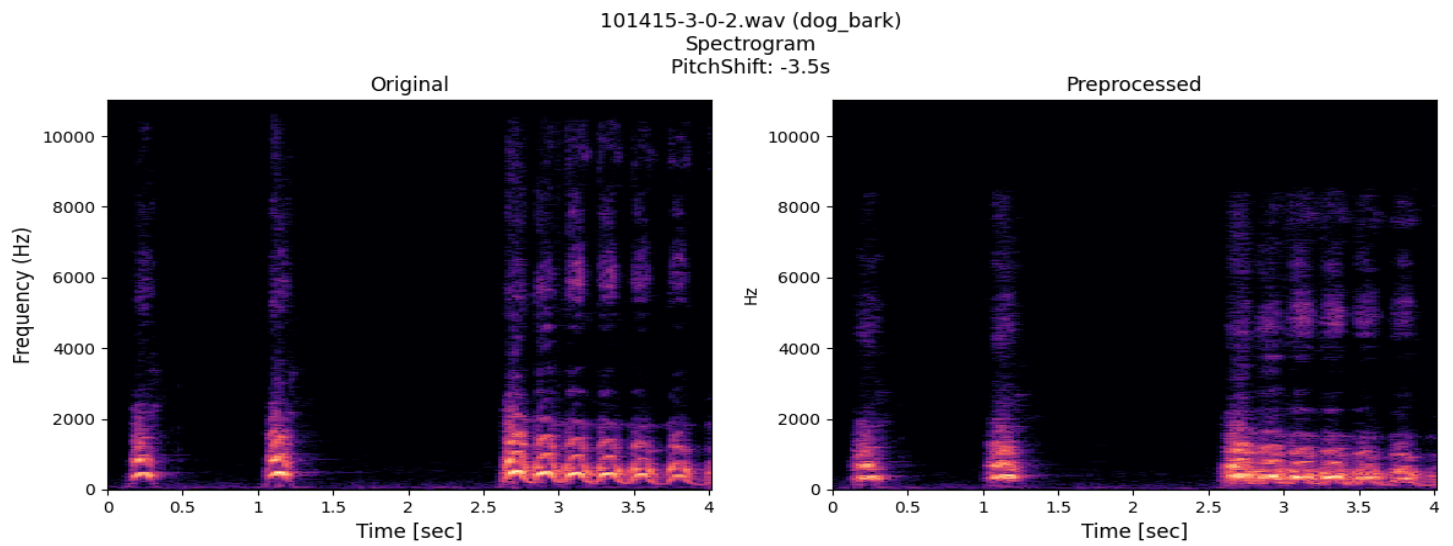 101415-3-0-2.wav (dog_bark)
Spectrogram
PitchShift: -3.5s
Original
Preprocessed
Frequency (Hz)
10000
8000
6000
4000
2000
0
0 0.5 1 1.5 2 2.5 3 3.5 4
Time [sec]
Hz
10000
8000
6000
4000
2000
0
0 0.5 1 1.5 2 2.5 3 3.5 4
Time [sec]